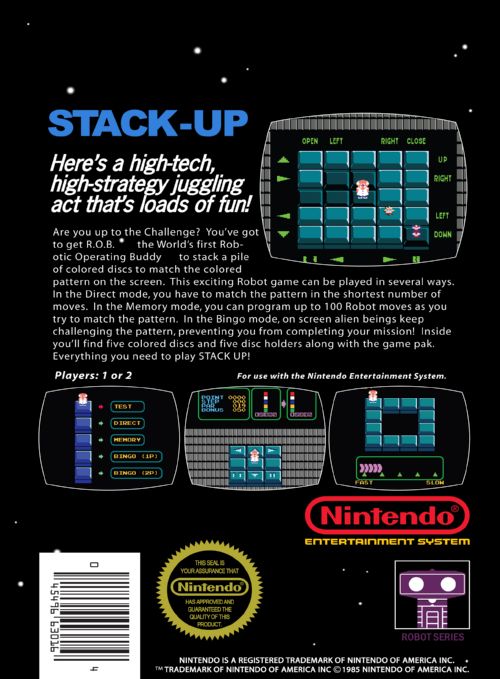 STACK-UP
Here's a high-tech,
high-strategy juggling
act that's loads of fun!
OPEN LEFT RIGHT CLOSE
UP
RIGHT
LEFT
DOWN
Are you up to the Challenge? You've got
to get R.O.B. the World's first Rob-
otic Operating Buddy to stack a pile
of colored discs to match the colored
pattern on the screen. This exciting Robot game can be played in several ways.
In the Direct mode, you have to match the pattern in the shortest number of
moves. In the Memory mode, you can program up to 100 Robot moves as you
try to match the pattern. In the Bingo mode, on screen alien beings keep
challenging the pattern, preventing you from completing your mission! Inside
you'll find five colored discs and five disc holders along with the game pak.
Everything you need to play STACK UP!
Players: 1 or 2
For use with the Nintendo Entertainment System.
TEST
DIRECT
MEMORY
BINGO (1P)
BINGO (2P)
POINT 0000
STEP 000
PAR 019
BONUS 050
FAST SLOW
Nintendo®
ENTERTAINMENT SYSTEM
THIS SEAL IS
YOUR ASSURANCE THAT
Nintendo®
HAS APPROVED AND
GUARANTEED THE
QUALITY OF THIS
PRODUCT.
0
45496 63016
4
ROBOT SERIES
NINTENDO IS A REGISTERED TRADEMARK OF NINTENDO OF AMERICA INC.
™ TRADEMARK OF NINTENDO OF AMERICA INC © 1985 NINTENDO OF AMERICA INC.